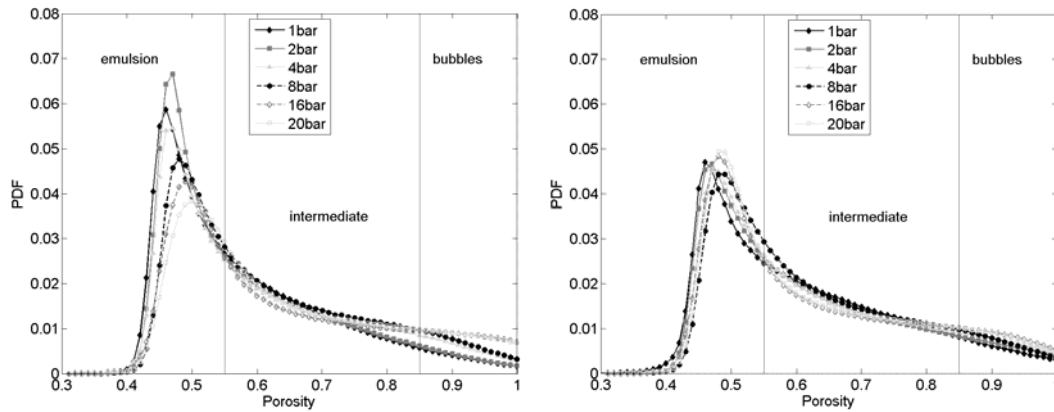 0.08
0.07
0.06
0.05
0.04
0.03
0.02
0.01
0
PDF
emulsion
intermediate
bubbles
1bar
2bar
4bar
8bar
16bar
20bar
0.3 0.4 0.5 0.6 0.7 0.8 0.9 1
Porosity
0.08
0.07
0.06
0.05
0.04
0.03
0.02
0.01
0
PDF
emulsion
intermediate
bubbles
1bar
2bar
4bar
8bar
16bar
20bar
0.3 0.4 0.5 0.6 0.7 0.8 0.9
Porosity